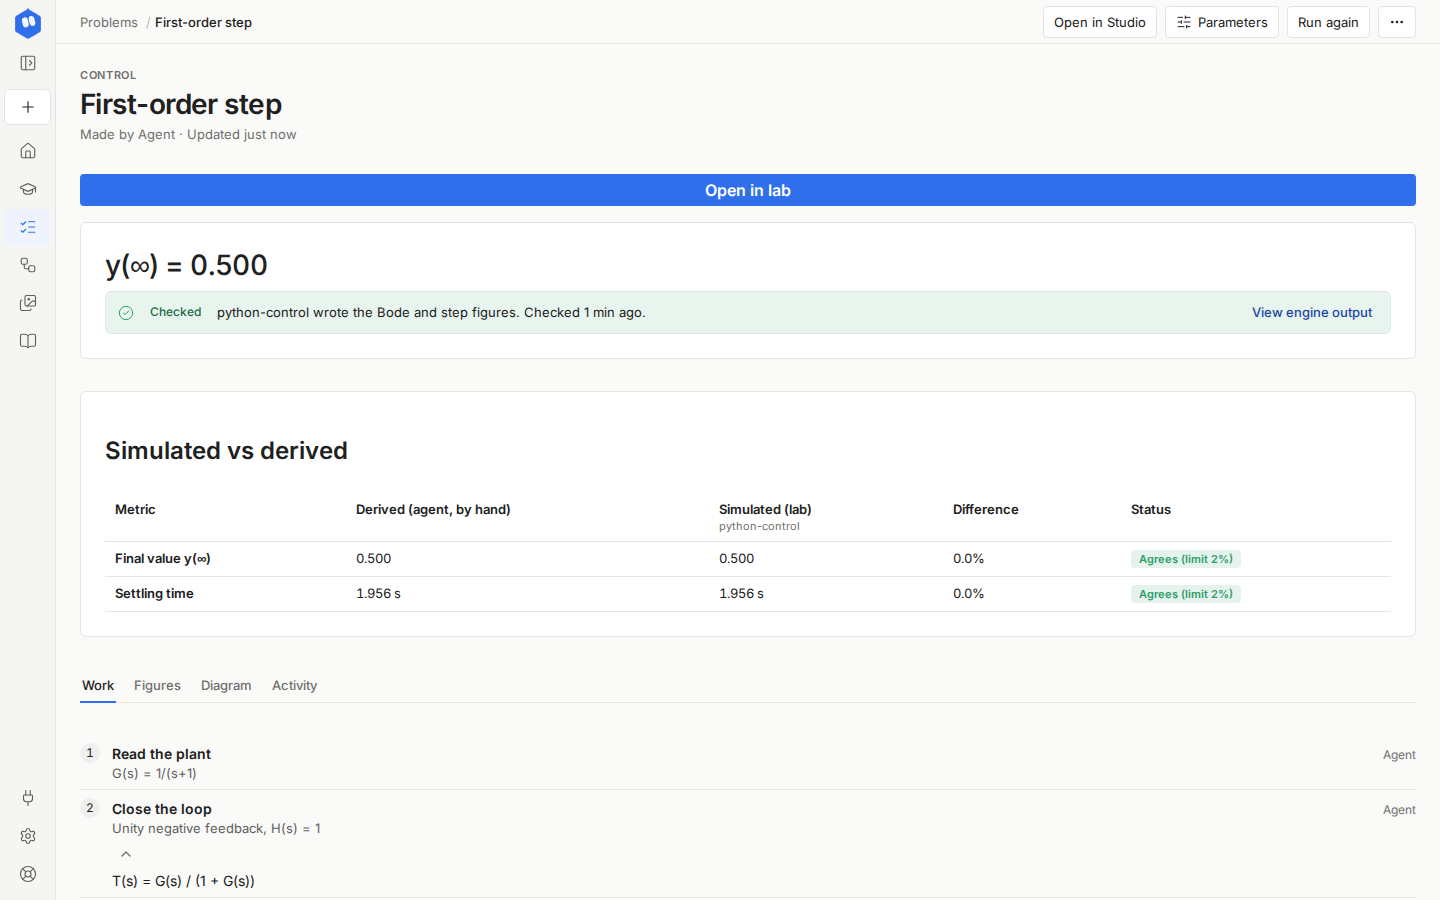 Problems / First-order step
Open in Studio
Parameters
Run again
CONTROL
First-order step
Made by Agent · Updated just now
Open in lab
y(∞) = 0.500
Checked python-control wrote the Bode and step figures. Checked 1 min ago. View engine output
Simulated vs derived
Metric Derived (agent, by hand) Simulated (lab) Difference Status
python-control
Final value y(∞) 0.500 0.500 0.0% Agrees (limit 2%)
Settling time 1.956 s 1.956 s 0.0% Agrees (limit 2%)
Work Figures Diagram Activity
1 Read the plant Agent
G(s) = 1/(s+1)
2 Close the loop Agent
Unity negative feedback, H(s) = 1
T(s) = G(s) / (1 + G(s))